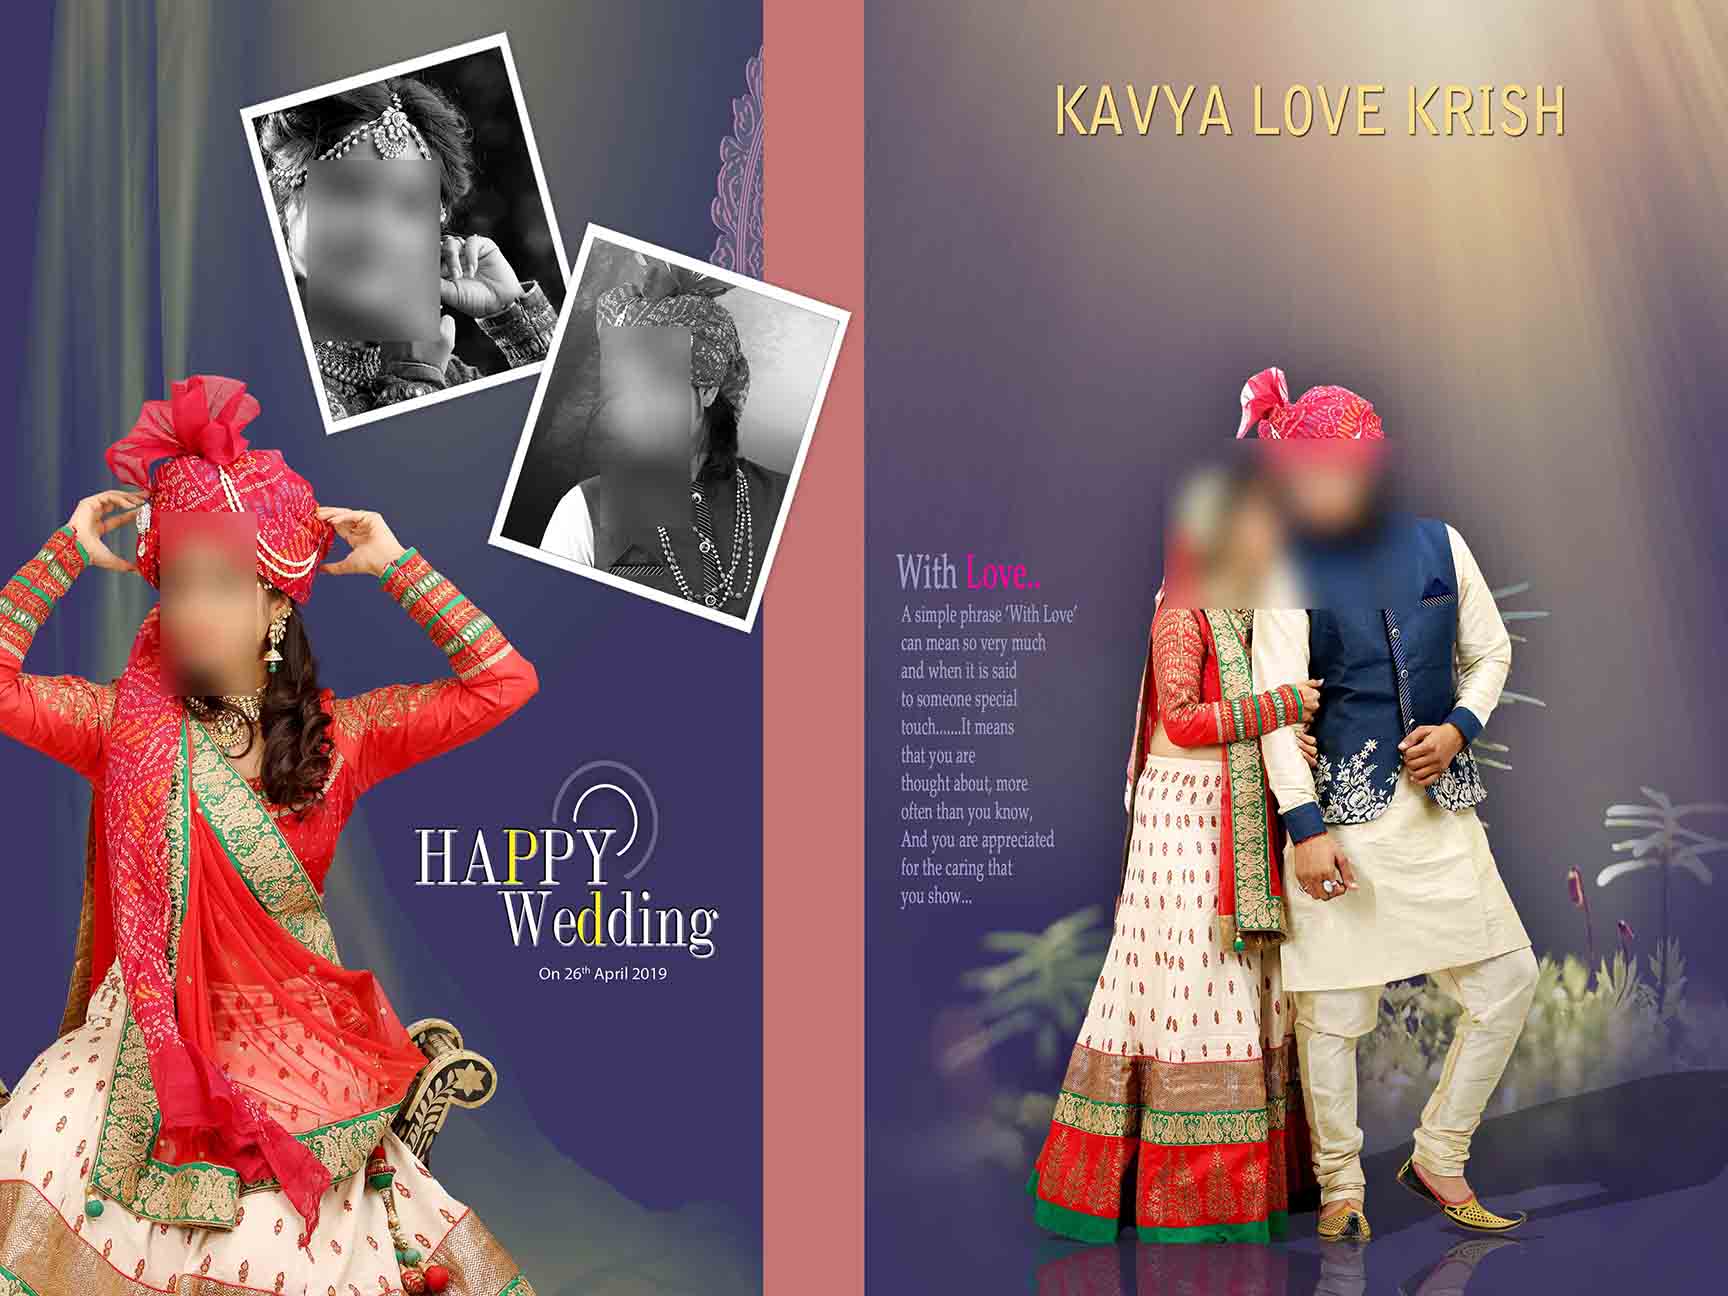 HAPPY
Wedding
On 26th April 2019
KAVYA LOVE KRISH
With Love..
A simple phrase 'With Love'
can mean so very much
and when it is said
to someone special
touch.......It means
that you are
thought about, more
often than you know,
And you are appreciated
for the caring that
you show...